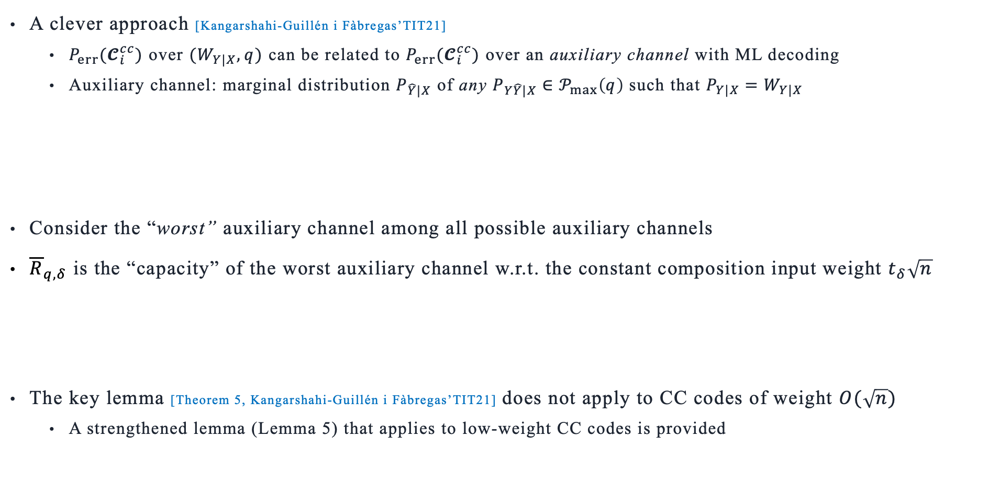 • A clever approach [Kangarshahi-Guillén i Fàbregas’TIT21]
• $P_{\text{err}}(\boldsymbol{\mathcal{C}}_i^{cc})$ over $(W_{Y|X}, q)$ can be related to $P_{\text{err}}(\boldsymbol{\mathcal{C}}_i^{cc})$ over an auxiliary channel with ML decoding
• Auxiliary channel: marginal distribution $P_{\hat{Y}|X}$ of any $P_{Y\hat{Y}|X} \in \mathcal{P}_{\text{max}}(q)$ such that $P_{Y|X} = W_{Y|X}$
• Consider the “worst” auxiliary channel among all possible auxiliary channels
• $\overline{R}_{q,\delta}$ is the “capacity” of the worst auxiliary channel w.r.t. the constant composition input weight $t_\delta\sqrt{n}$
• The key lemma [Theorem 5, Kangarshahi-Guillén i Fàbregas’TIT21] does not apply to CC codes of weight $O(\sqrt{n})$
• A strengthened lemma (Lemma 5) that applies to low-weight CC codes is provided